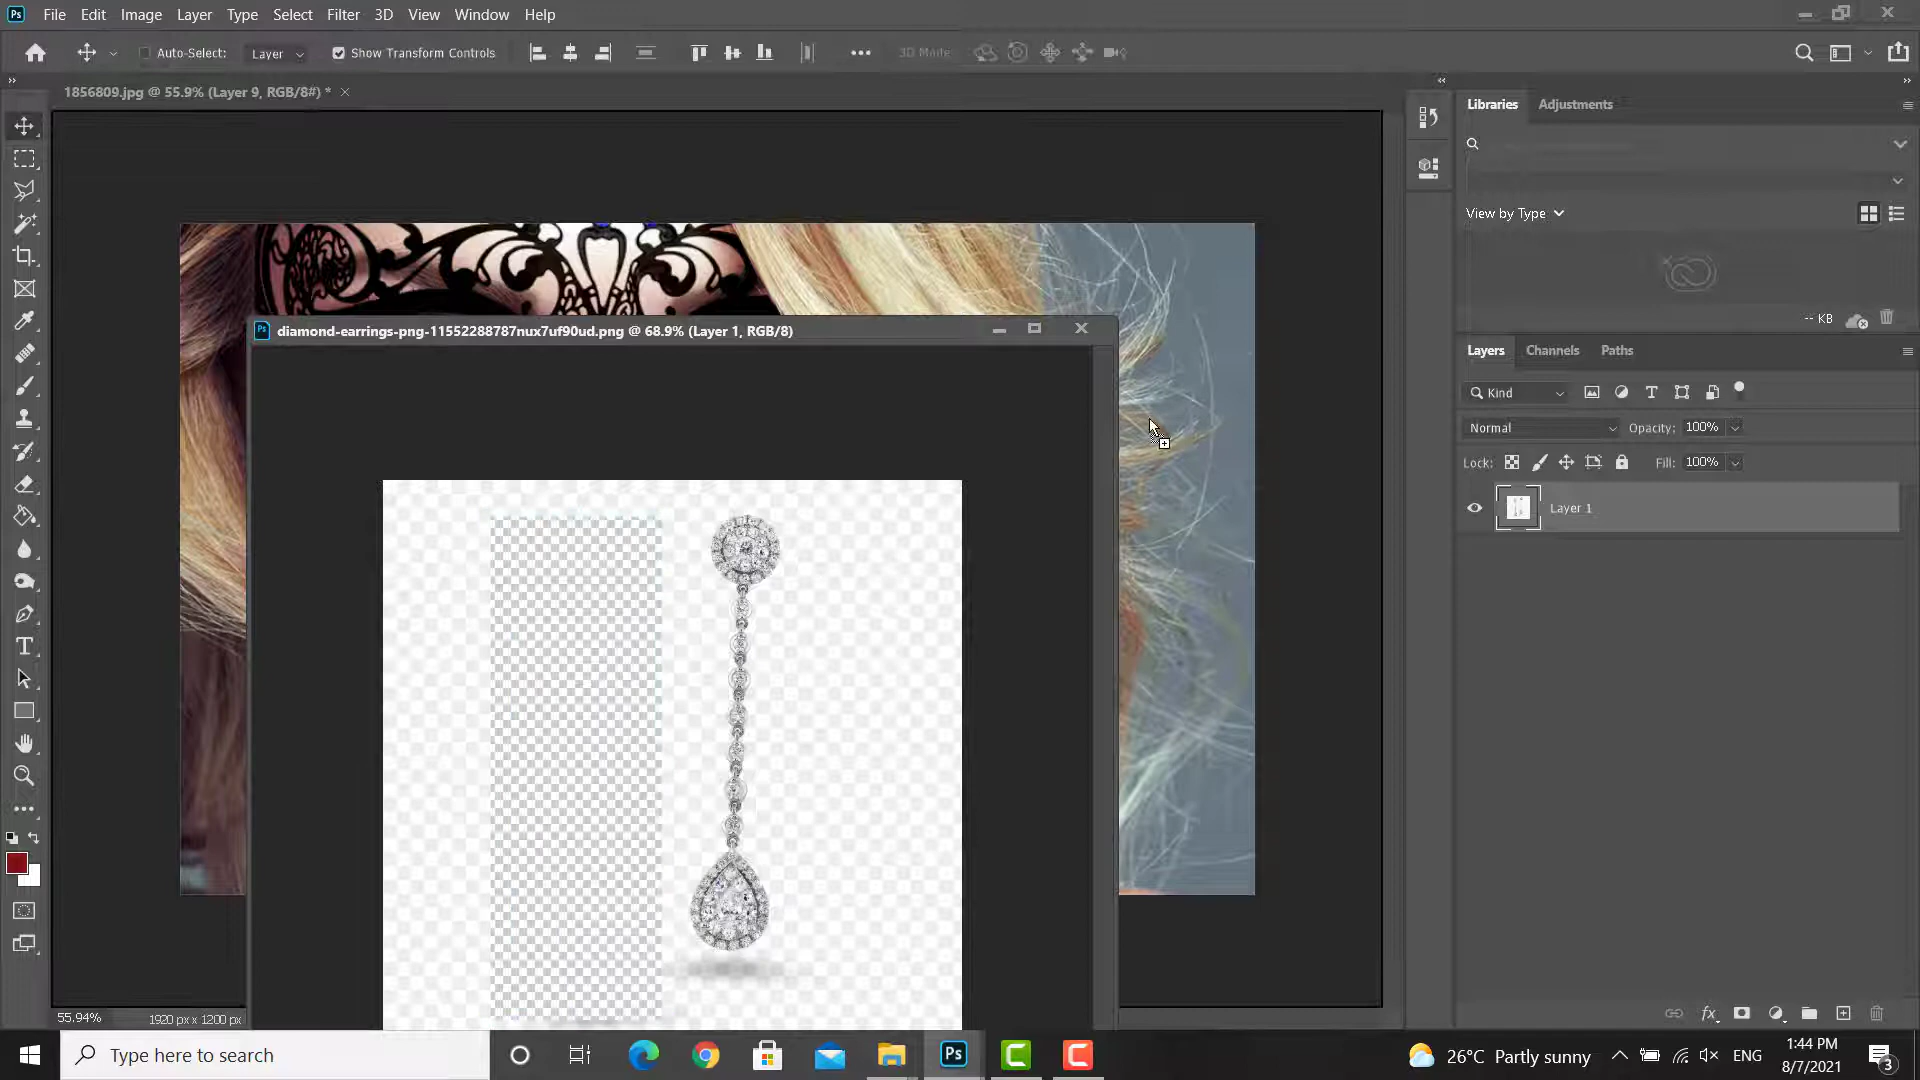 Ps File Edit Image Layer Type Select Filter 3D View Window Help
Auto-Select: Layer Show Transform Controls 3D Mode:
1856809.jpg @ 55.9% (Layer 9, RGB/8#) *
Libraries Adjustments
View by Type
-- KB
Ps diamond-earrings-png-11552288787nux7uf90ud.png @ 68.9% (Layer 1, RGB/8)
Layers Channels Paths
Kind
Normal Opacity: 100%
Lock: Fill: 100%
Layer 1
55.94% 1920 px x 1200 px
Type here to search
Ps
26°C Partly sunny
ENG
1:44 PM
8/7/2021
3